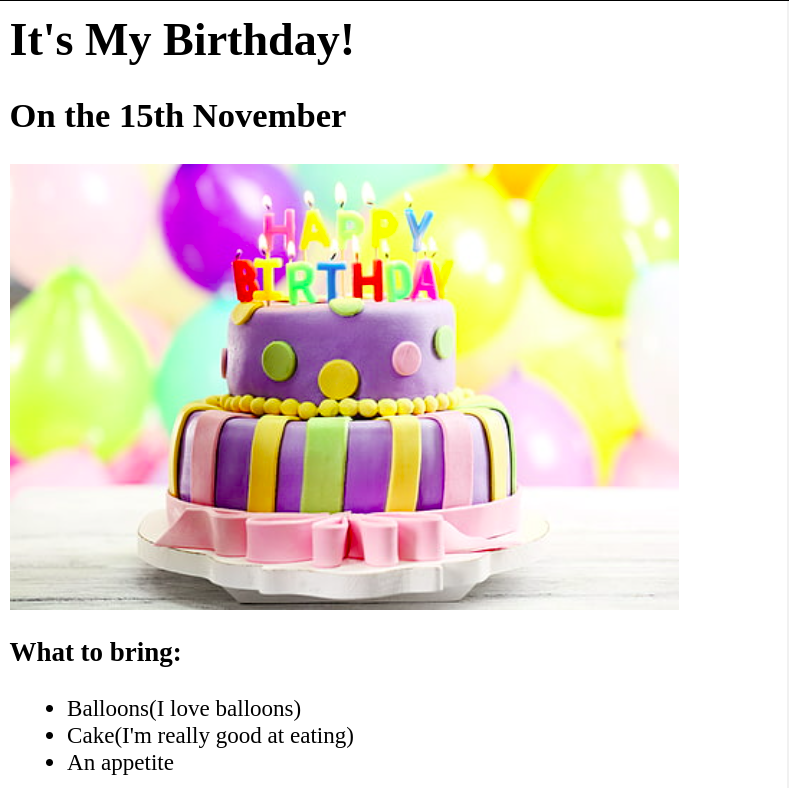 It's My Birthday!
On the 15th November
HAPPY
BIRTHDAY
What to bring:
Balloons(I love balloons)
Cake(I'm really good at eating)
An appetite